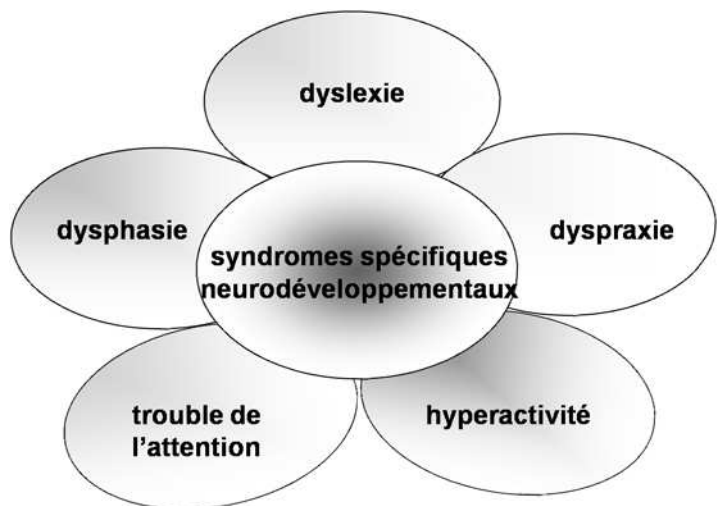 dyslexie
dysphasie
dyspraxie
syndromes spécifiques
neurodéveloppementaux
trouble de
l'attention
hyperactivité